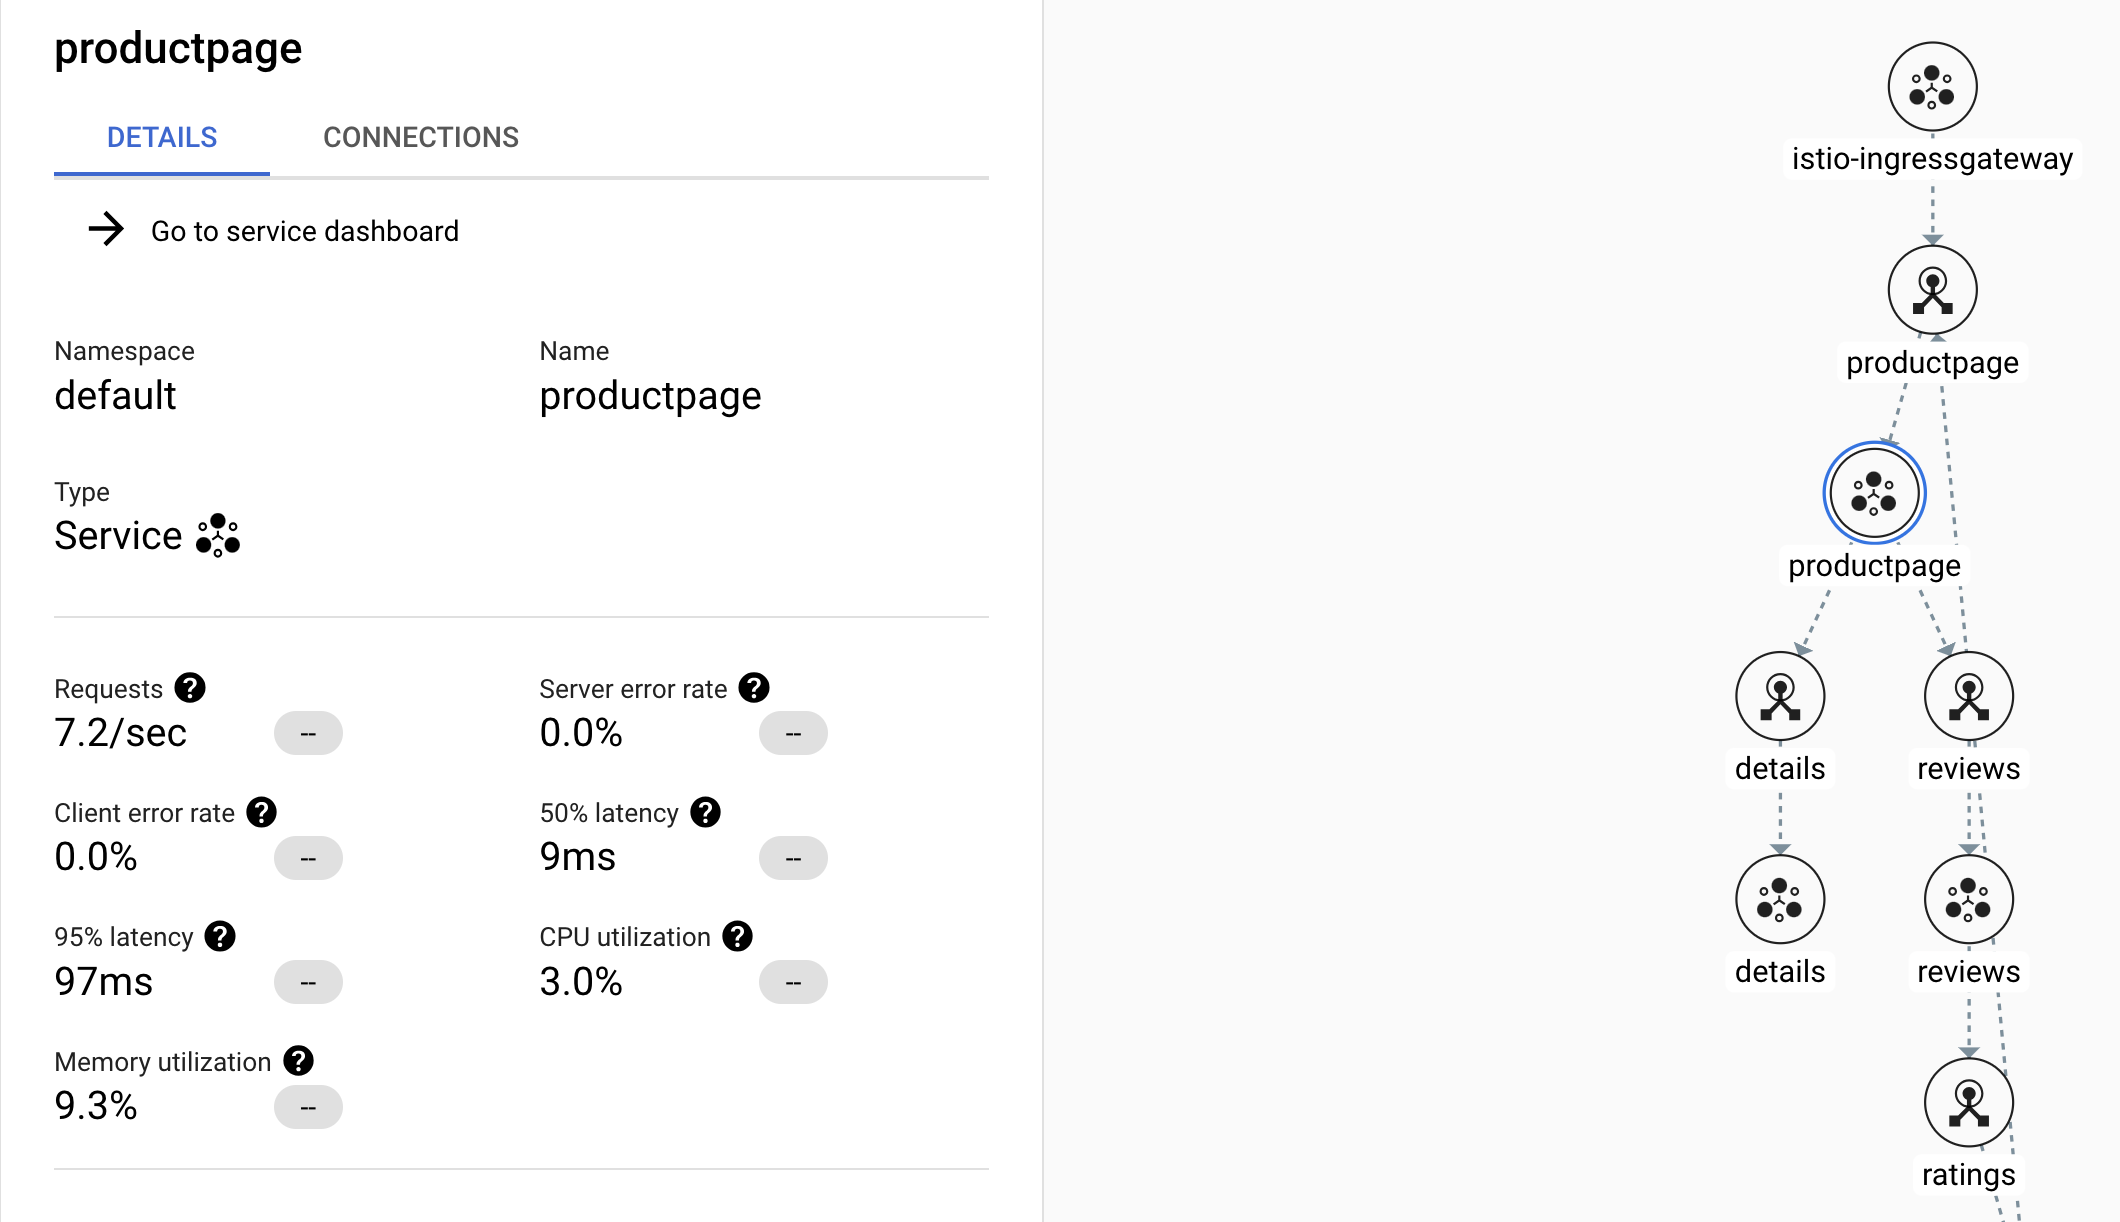 productpage
DETAILS CONNECTIONS
Go to service dashboard
Namespace Name
default productpage
Type
Service
Requests ? Server error rate ?
7.2/sec -- 0.0% --
Client error rate ? 50% latency ?
0.0% -- 9ms --
95% latency ? CPU utilization ?
97ms -- 3.0% --
Memory utilization ?
9.3% --
istio-ingressgateway
productpage
productpage
details reviews
details reviews
ratings